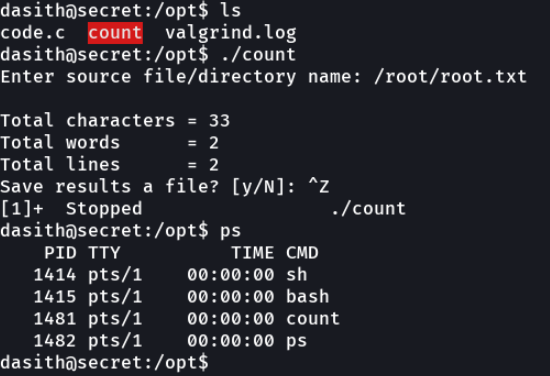 dasith@secret:/opt$ ls
code.c  count  valgrind.log
dasith@secret:/opt$ ./count
Enter source file/directory name: /root/root.txt

Total characters = 33
Total words      = 2
Total lines      = 2
Save results a file? [y/N]: ^Z
[1]+  Stopped                 ./count
dasith@secret:/opt$ ps
    PID TTY          TIME CMD
   1414 pts/1    00:00:00 sh
   1415 pts/1    00:00:00 bash
   1481 pts/1    00:00:00 count
   1482 pts/1    00:00:00 ps
dasith@secret:/opt$